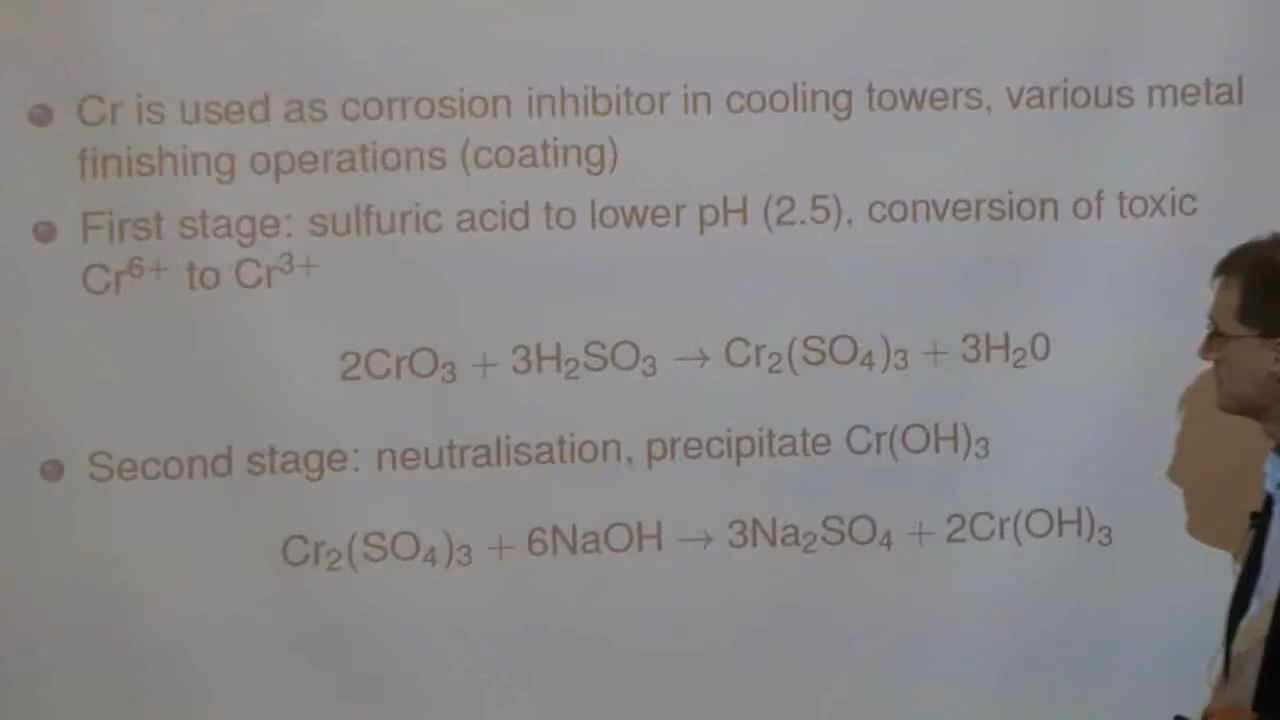 Cr is used as corrosion inhibitor in cooling towers, various metal
finishing operations (coating)
First stage: sulfuric acid to lower pH (2.5), conversion of toxic
Cr⁶⁺ to Cr³⁺
2CrO₃ + 3H₂SO₃ → Cr₂(SO₄)₃ + 3H₂0
Second stage: neutralisation, precipitate Cr(OH)₃
Cr₂(SO₄)₃ + 6NaOH → 3Na₂SO₄ + 2Cr(OH)₃